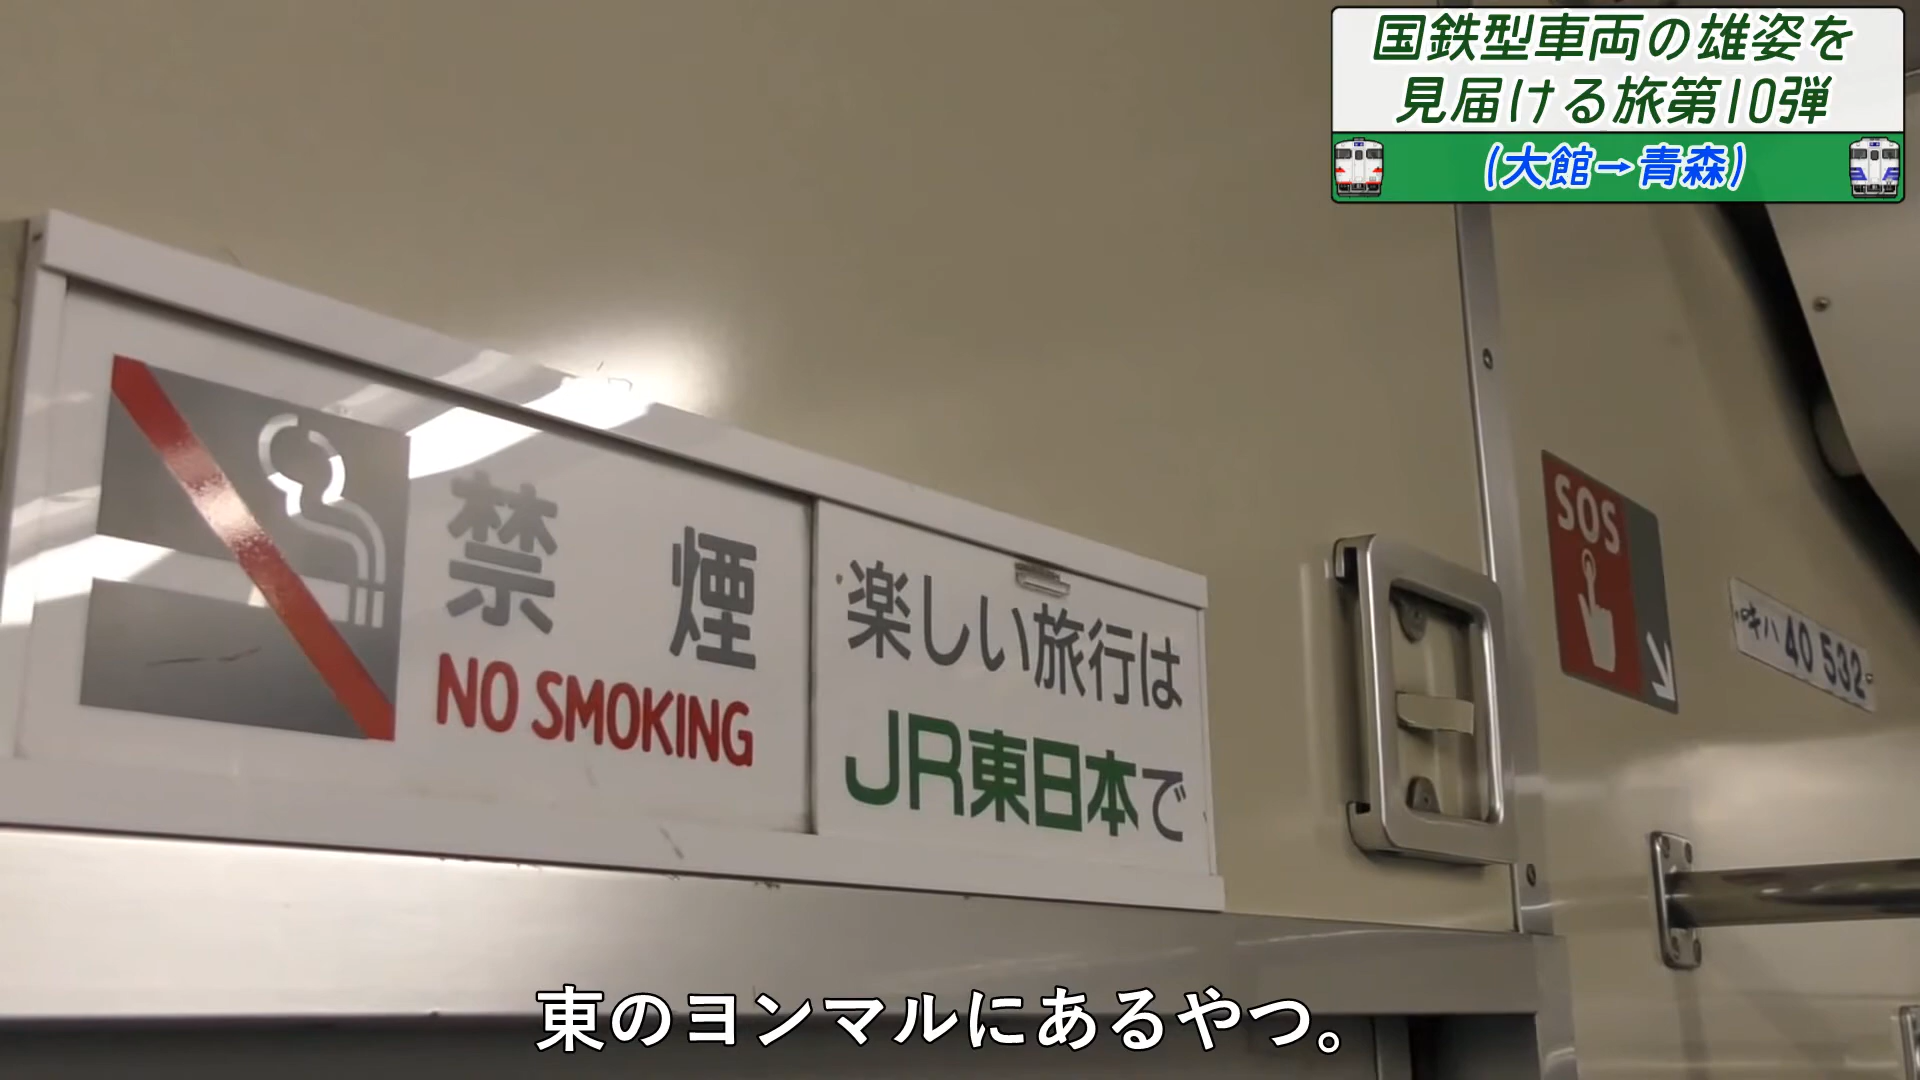 国鉄型車両の雄姿を
見届ける旅第10弾
(大館→青森)
禁煙
NO SMOKING
楽しい旅行は
JR東日本で
SOS
キハ 40 532
東のヨンマルにあるやつ。